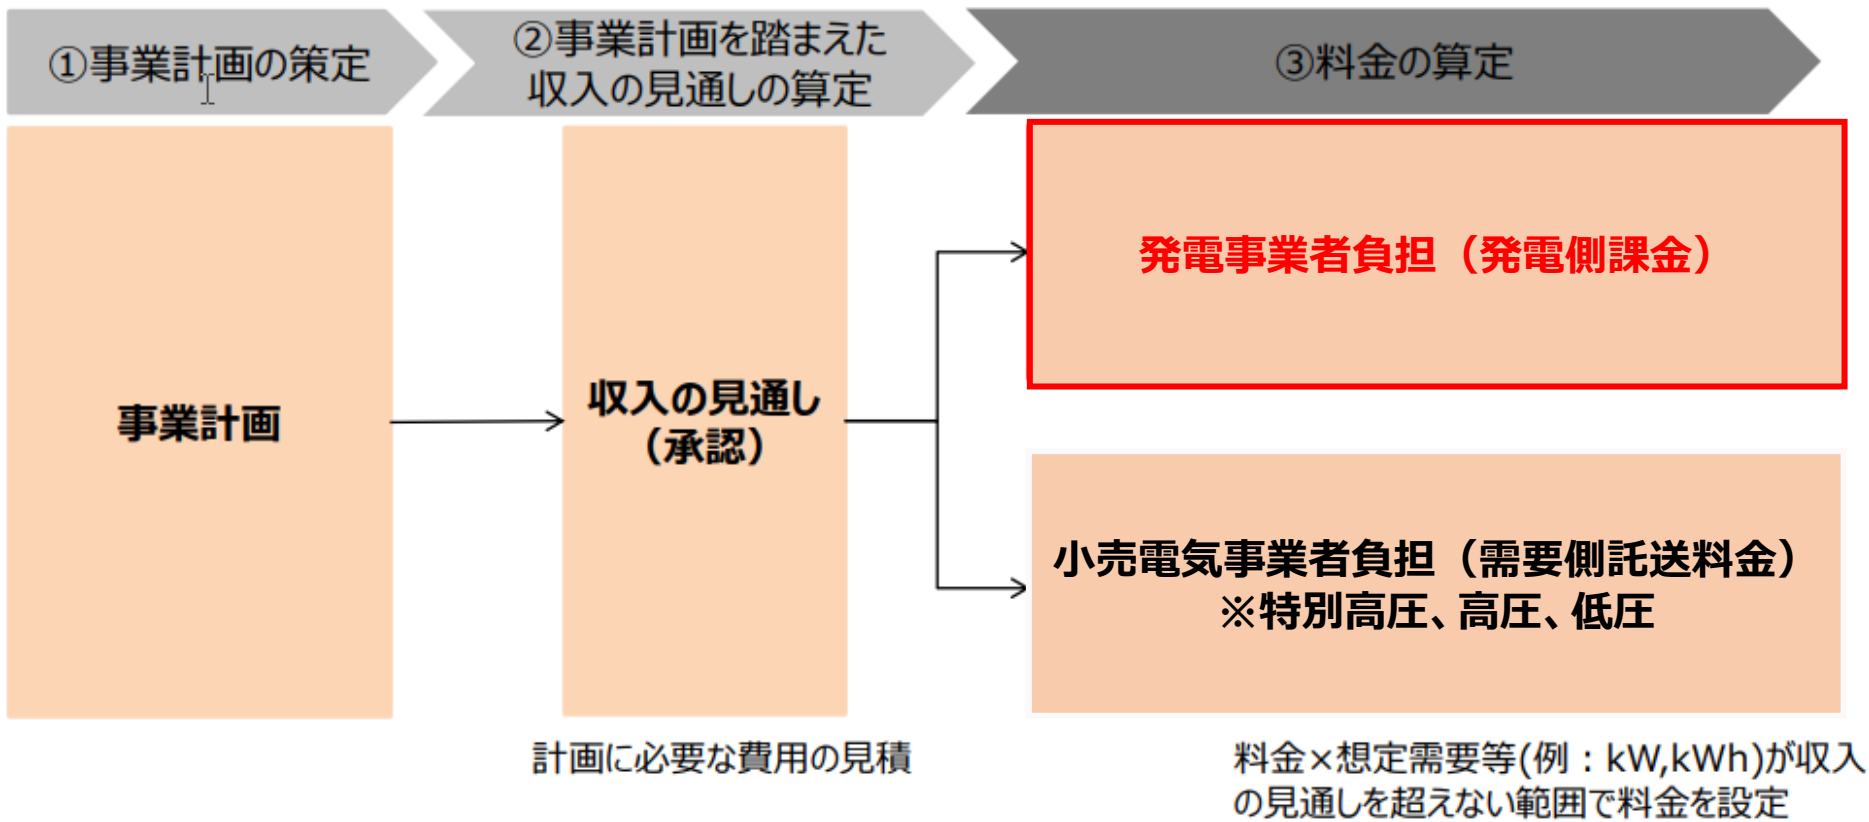 ①事業計画の策定
②事業計画を踏まえた
収入の見通しの算定
③料金の算定
事業計画
収入の見通し
（承認）
発電事業者負担（発電側課金）
小売電気事業者負担（需要側託送料金）
※特別高圧、高圧、低圧
計画に必要な費用の見積
料金×想定需要等(例：kW,kWh)が収入
の見通しを超えない範囲で料金を設定